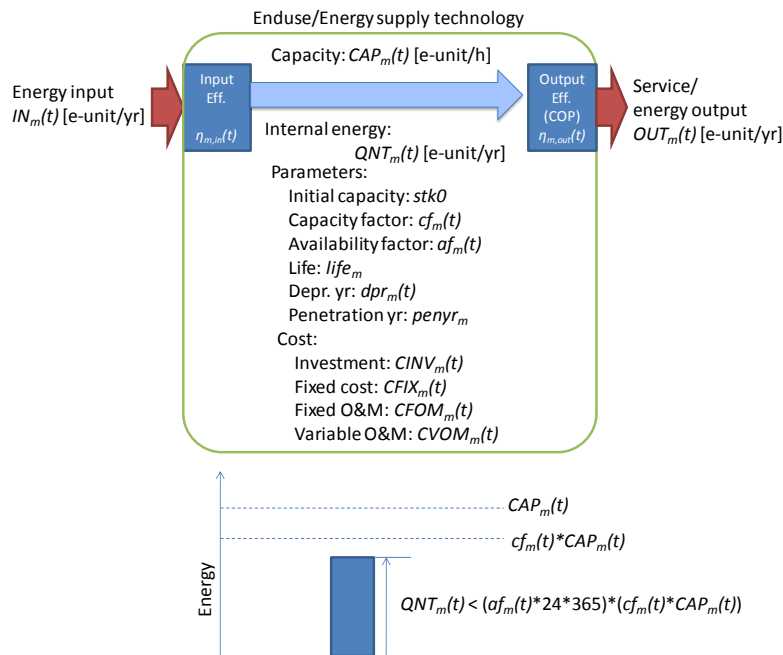 Enduse/Energy supply technology
Capacity: CAPm(t) [e-unit/h]
Energy input
INm(t) [e-unit/yr]
Input
Eff.
ηm,in(t)
Output
Eff.
(COP)
ηm,out(t)
Service/
energy output
OUTm(t) [e-unit/yr]
Internal energy:
QNTm(t) [e-unit/yr]
Parameters:
Initial capacity: stk0
Capacity factor: cfm(t)
Availability factor: afm(t)
Life: lifem
Depr. yr: dprm(t)
Penetration yr: penyrm
Cost:
Investment: CINVm(t)
Fixed cost: CFIXm(t)
Fixed O&M: CFOMm(t)
Variable O&M: CVOMm(t)
CAPm(t)
cfm(t)*CAPm(t)
Energy
QNTm(t) < (afm(t)*24*365)*(cfm(t)*CAPm(t))